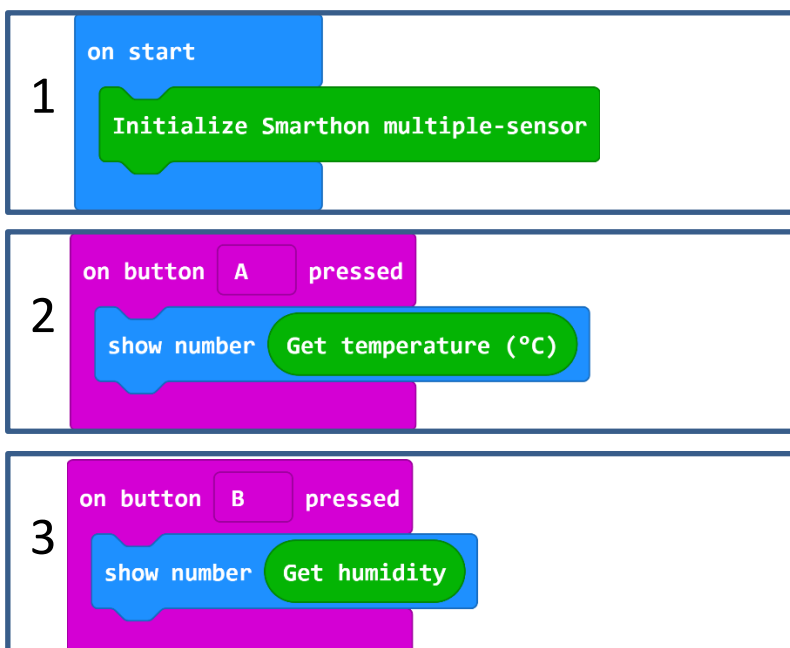 1
on start
Initialize Smarthon multiple-sensor
2
on button A pressed
show number Get temperature (°C)
3
on button B pressed
show number Get humidity